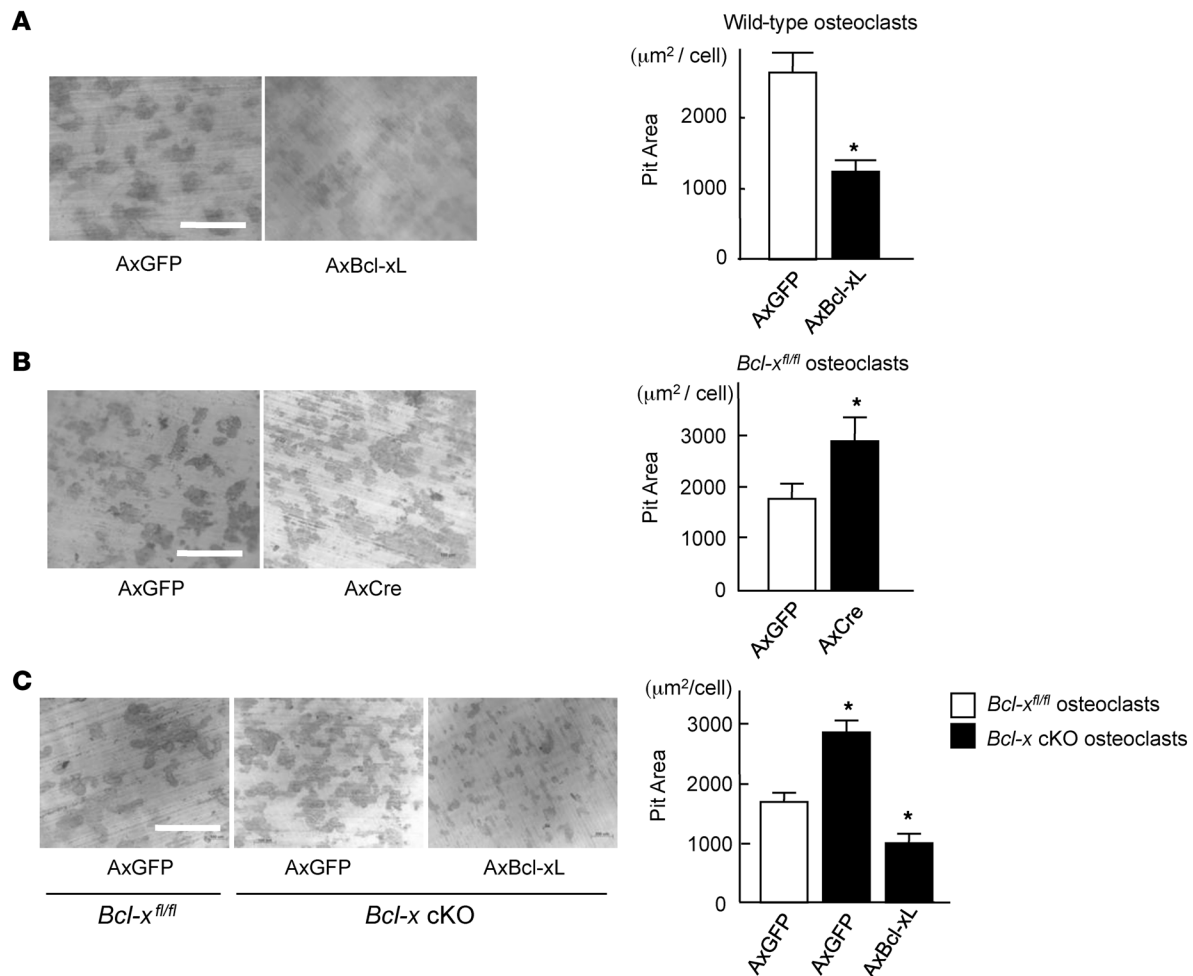 A
Wild-type osteoclasts
(μm² / cell)
Pit Area
2000
1000
0
*
AxGFP
AxBcl-xL
AxGFP
AxBcl-xL
B
Bcl-xfl/fl osteoclasts
(μm² / cell)
Pit Area
3000
2000
1000
0
*
AxGFP
AxCre
AxGFP
AxCre
C
(μm²/cell)
Pit Area
3000
2000
1000
0
*
*
Bcl-xfl/fl osteoclasts
Bcl-x cKO osteoclasts
AxGFP
AxGFP
AxBcl-xL
Bcl-x fl/fl
Bcl-x cKO
AxGFP
AxGFP
AxBcl-xL